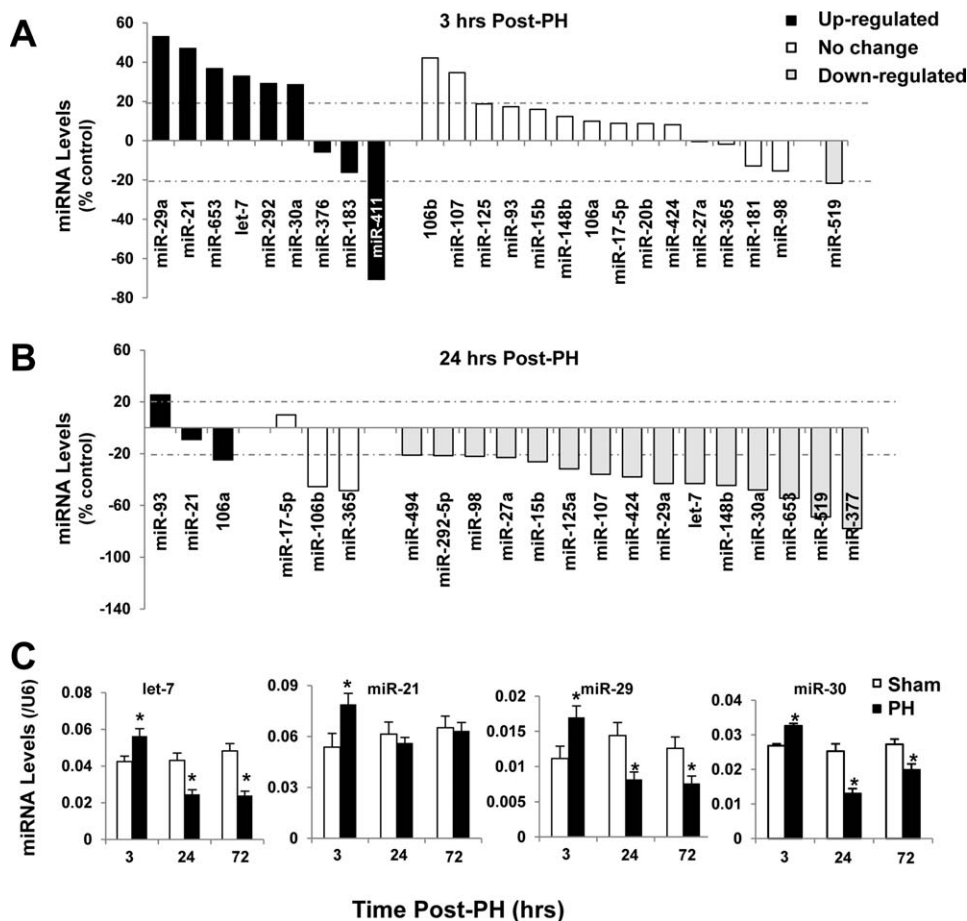 A
3 hrs Post-PH
Up-regulated
No change
Down-regulated
miRNA Levels
(% control)
60
40
20
0
-20
-40
-60
-80
miR-29a
miR-21
miR-653
let-7
miR-292
miR-30a
miR-376
miR-183
miR-411
106b
miR-107
miR-125
miR-93
miR-15b
miR-148b
106a
miR-17-5p
miR-20b
miR-424
miR-27a
miR-365
miR-181
miR-98
miR-519
B
24 hrs Post-PH
miRNA Levels
(% control)
60
20
-20
-60
-100
-140
miR-93
miR-21
106a
miR-17-5p
miR-106b
miR-365
miR-494
miR-292-5p
miR-98
miR-27a
miR-15b
miR-125a
miR-107
miR-424
miR-29a
let-7
miR-148b
miR-30a
miR-653
miR-519
miR-377
C
miRNA Levels (/U6)
let-7
0.08
0.06
0.04
0.02
0
* * *
3 24 72
miR-21
0.09
0.06
0.03
0
*
3 24 72
miR-29
0.02
0.015
0.01
0.005
0
* * *
3 24 72
miR-30
0.04
0.03
0.02
0.01
0
* * *
3 24 72
Sham
PH
Time Post-PH (hrs)